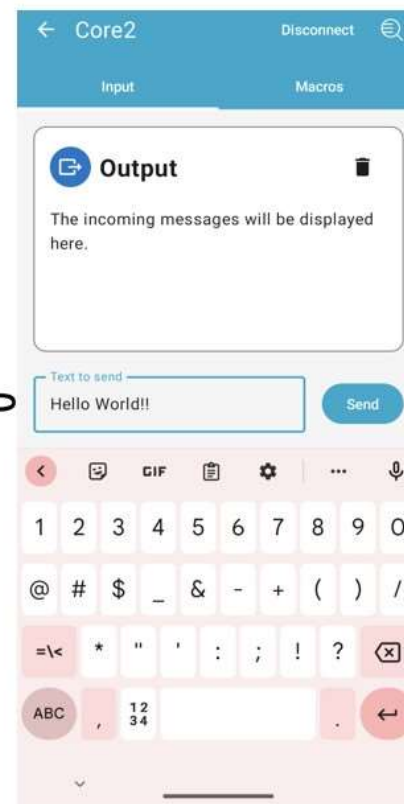 Core2 Disconnect
Input Macros
Output
The incoming messages will be displayed
here.
Text to send
Hello World!!
Send
GIF
1 2 3 4 5 6 7 8 9 0
@ # $ _ & - + ( ) /
=\< * " ' : ; ! ?
ABC , 12 .
34